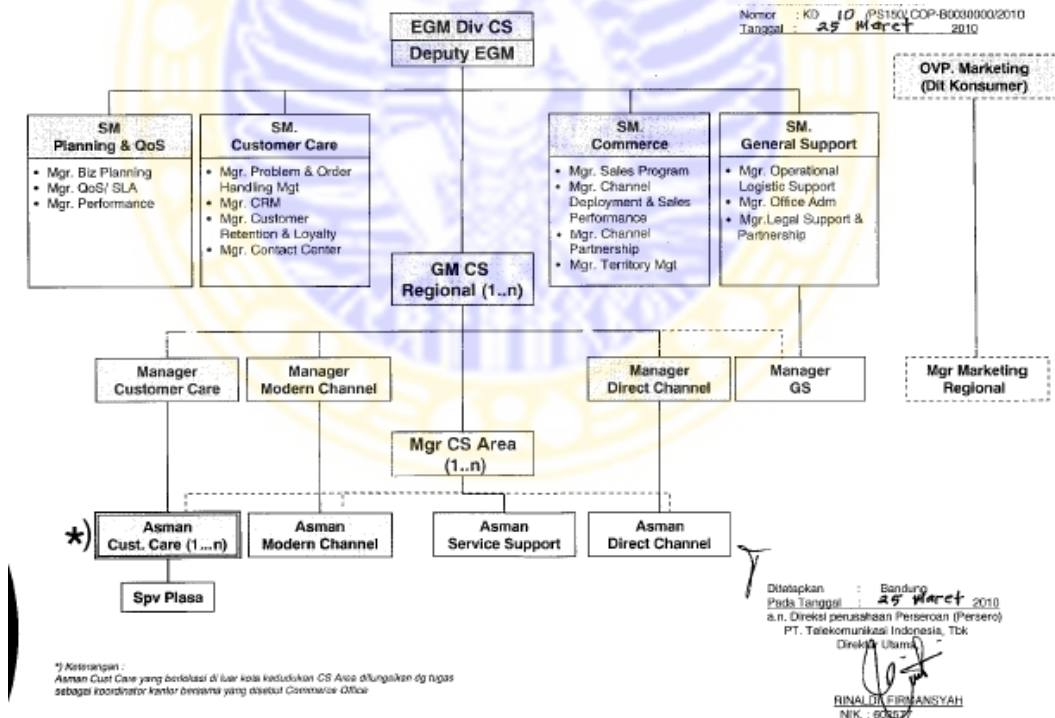 Nomor : KD 10 /PS150/COP-B0030000/2010
Tanggal : 25 Maret 2010
EGM Div CS
Deputy EGM
OVP. Marketing
(Dit Konsumer)
SM
Planning & QoS
• Mgr. Biz Planning
• Mgr. QoS/ SLA
• Mgr. Performance
SM.
Customer Care
• Mgr. Problem & Order
Handling Mgt
• Mgr. CRM
• Mgr. Customer
Retention & Loyalty
• Mgr. Contact Center
SM.
Commerce
• Mgr. Sales Program
• Mgr. Channel
Deployment & Sales
Performance
• Mgr. Channel
Partnership
• Mgr. Territory Mgt
SM.
General Support
• Mgr. Operational
Logistic Support
• Mgr. Office Adm
• Mgr.Legal Support &
Partnership
GM CS
Regional (1..n)
Manager
Customer Care
Manager
Modern Channel
Manager
Direct Channel
Manager
GS
Mgr Marketing
Regional
Mgr CS Area
(1..n)
*)
Asman
Cust. Care (1...n)
Asman
Modern Channel
Asman
Service Support
Asman
Direct Channel
Spv Plasa
Ditetapkan : Bandung
Pada Tanggal : 25 Maret 2010
a.n. Direksi perusahaan Perseroan (Persero)
PT. Telekomunikasi Indonesia, Tbk
Direktur Utama
RINALDI FIRMANSYAH
NIK. :
*) Keterangan :
Asman Cust Care yang berlokasi di luar kota kedudukan CS Area difungsikan dg tugas
sebagai koordinator kantor bersama yang disebut Commerce Office